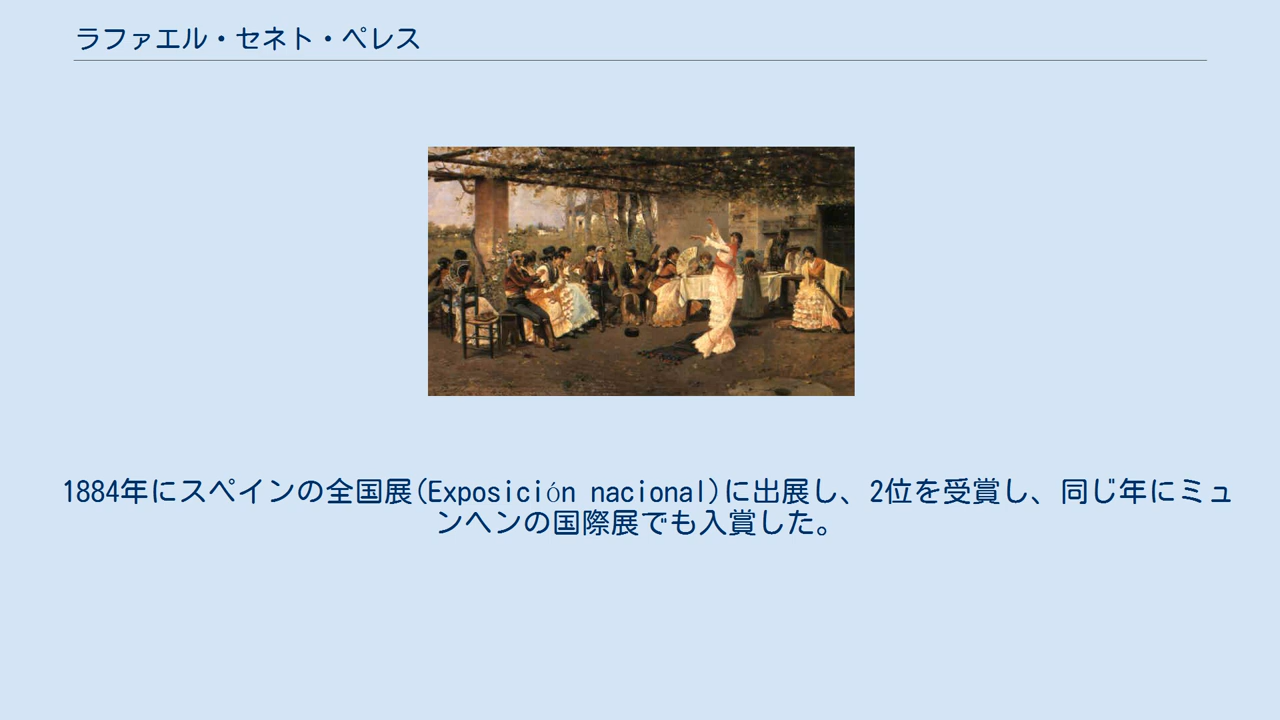 ラファエル・セネト・ペレス
1884年にスペインの全国展(Exposición nacional)に出展し、2位を受賞し、同じ年にミュ
ンヘンの国際展でも入賞した。